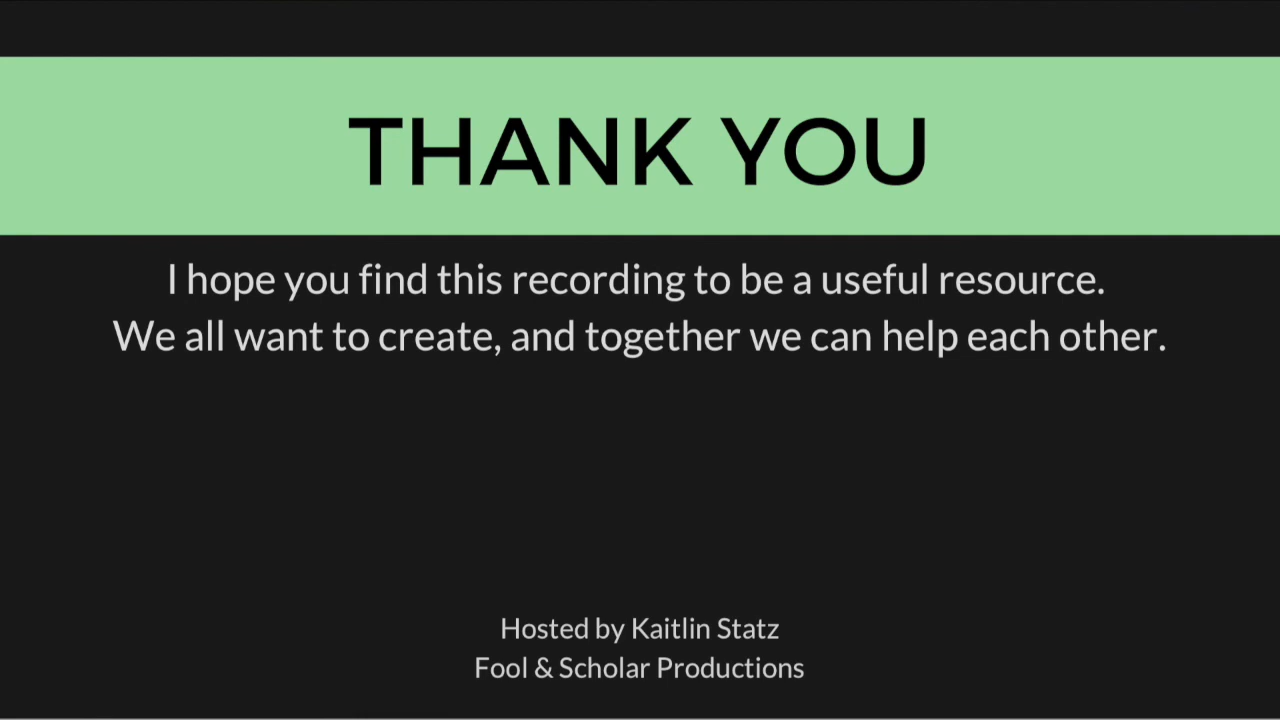 THANK YOU
I hope you find this recording to be a useful resource.
We all want to create, and together we can help each other.
Hosted by Kaitlin Statz
Fool & Scholar Productions